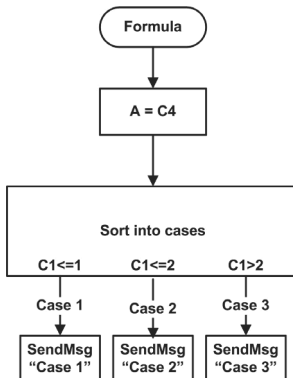 Formula
A = C4
Sort into cases
C1<=1 C1<=2 C1>2
Case 1 Case 2 Case 3
SendMsg SendMsg SendMsg
“Case 1” “Case 2” “Case 3”